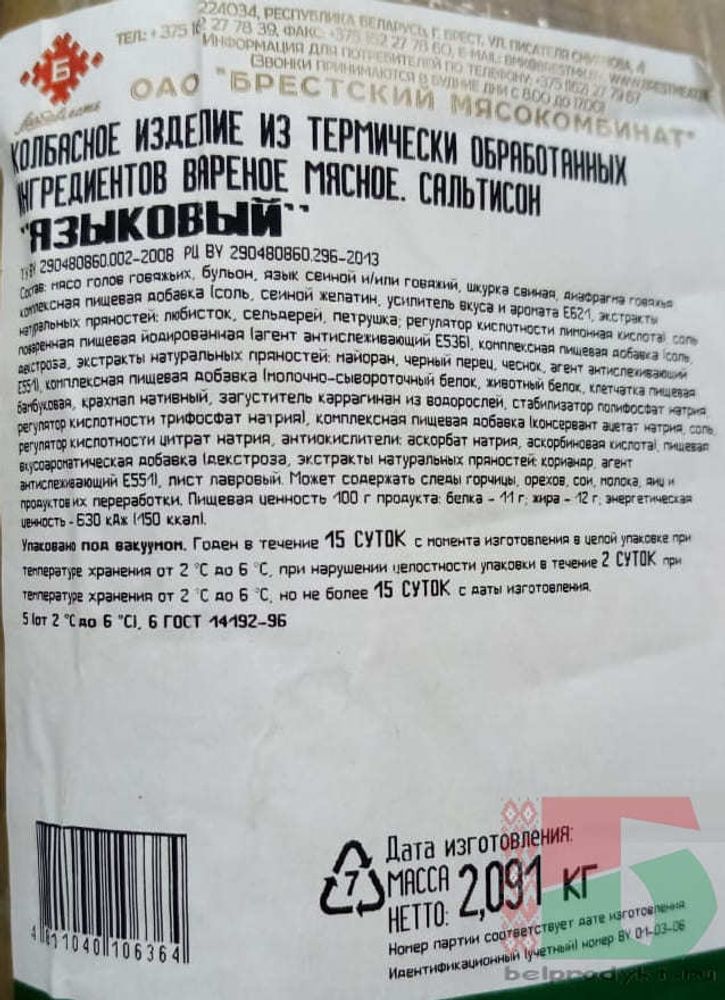 224034, РЕСПУБЛИКА БЕЛАРУСЬ, Г. БРЕСТ, УЛ. ПИСАТЕЛЯ СМИРНОВА, 4
ТЕЛ.: +375 16 27 78 39, ФАКС: +375 162 27 78 60, E-MAIL:
ИНФОРМАЦИЯ ДЛЯ ПОТРЕБИТЕЛЕЙ ПО ТЕЛЕФОНУ: +375 (162) 27 79 67
(ЗВОНКИ ПРИНИМАЮТСЯ В БУДНИЕ ДНИ С 8:00 ДО 17:00)
ОАО "БРЕСТСКИЙ МЯСОКОМБИНАТ"
Б
КОЛБАСНОЕ ИЗДЕЛИЕ ИЗ ТЕРМИЧЕСКИ ОБРАБОТАННЫХ
ИНГРЕДИЕНТОВ ВАРЕНОЕ МЯСНОЕ. САЛЬТИСОН
"ЯЗЫКОВЫЙ"
ТУ BY 290480860.002-2008 РЦ BY 290480860.296-2013
Состав: мясо голов говяжьих, бульон, язык свиной и/или говяжий, шкурка свиная, диафрагма говяжья
комплексная пищевая добавка (соль, свиной желатин, усилитель вкуса и аромата Е621, экстракты
натуральных пряностей: любисток, сельдерей, петрушка; регулятор кислотности лимонная кислота) соль
поваренная пищевая йодированная (агент антислеживающий Е536), комплексная пищевая добавка (соль,
декстроза, экстракты натуральных пряностей: майоран, черный перец, чеснок, агент антислеживающий
Е551), комплексная пищевая добавка (молочно-сывороточный белок, животный белок, клетчатка пищевая
бамбуковая, крахмал нативный, загуститель каррагинан из водорослей, стабилизатор полифосфат натрия,
регулятор кислотности трифосфат натрия), комплексная пищевая добавка (консервант ацетат натрия, соль,
регулятор кислотности цитрат натрия, антиокислители: аскорбат натрия, аскорбиновая кислота), пищевая
вкусоароматическая добавка (декстроза, экстракты натуральных пряностей: кориандр, агент
антислеживающий Е551), лист лавровый. Может содержать следы горчицы, орехов, сои, молока, яиц и
продуктов их переработки. Пищевая ценность 100 г продукта: белка - 11 г; жира - 12 г; энергетическая
ценность - 630 кДж (150 ккал).
Упаковано под вакуумом. Годен в течение 15 СУТОК с момента изготовления в целой упаковке при
температуре хранения от 2 °С до 6 °С, при нарушении целостности упаковки в течение 2 СУТОК при
температуре хранения от 2 °С до 6 °С, но не более 15 СУТОК с даты изготовления.
5 (от 2 °С до 6 °С), 6 ГОСТ 14192-96
Дата изготовления:
7
МАССА
НЕТТО: 2,091 КГ
Номер партии соответствует дате изготовления
Идентификационный (учетный) номер BY 01-03-06
4 811040 106364
belprodykt.ru